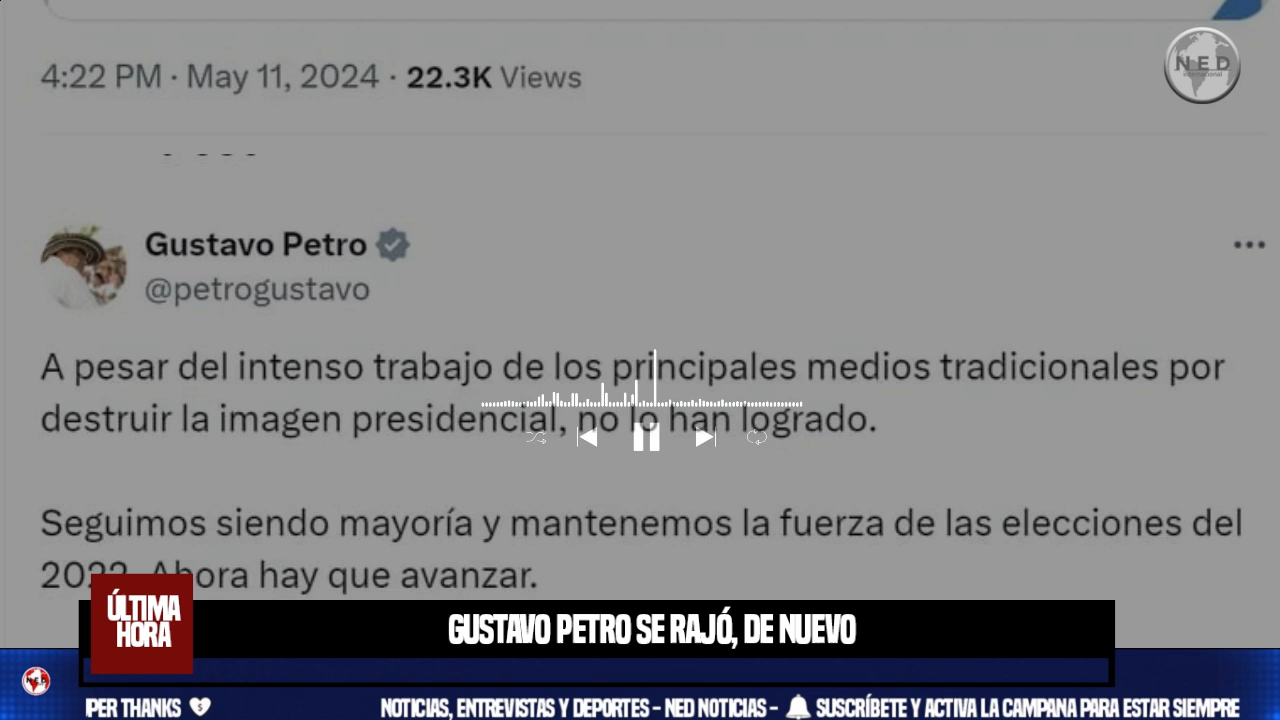 4:22 PM · May 11, 2024 · 22.3K Views
NED
international
Gustavo Petro
@petrogustavo
A pesar del intenso trabajo de los principales medios tradicionales por
destruir la imagen presidencial, no lo han logrado.
Seguimos siendo mayoría y mantenemos la fuerza de las elecciones del
2022. Ahora hay que avanzar.
ÚLTIMA
HORA
GUSTAVO PETRO SE RAJÓ, DE NUEVO
NED
PER THANKS
NOTICIAS, ENTREVISTAS Y DEPORTES - NED NOTICIAS - SUSCRÍBETE Y ACTIVA LA CAMPANA PARA ESTAR SIEMPRE